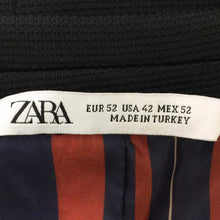 ZARA
EUR 52 USA 42 MEX 52
MADE IN TURKEY